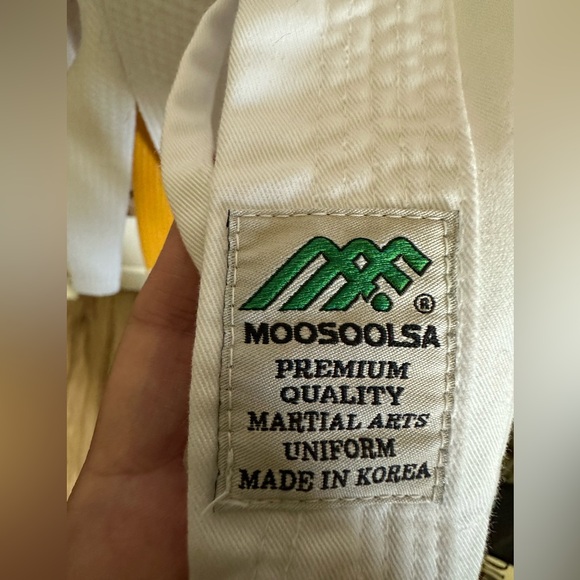 ®
MOOSOOLSA
PREMIUM
QUALITY
MARTIAL ARTS
UNIFORM
MADE IN KOREA